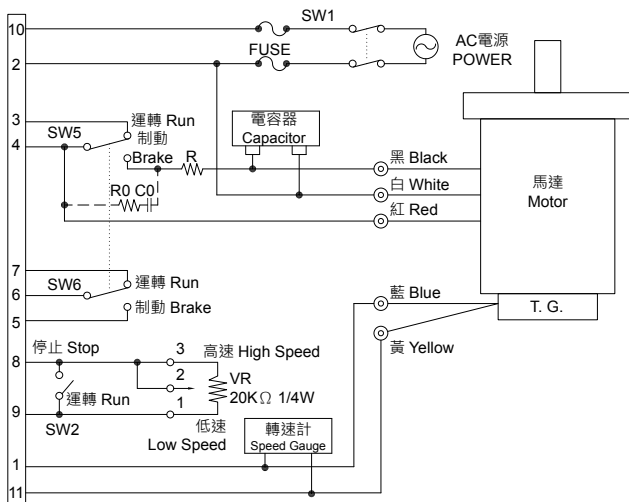 10
SW1
FUSE
AC電源
POWER
2
3
運轉 Run
4
SW5
制動
Brake
R
R0 C0
電容器
Capacitor
黑 Black
白 White
紅 Red
馬達
Motor
7
運轉 Run
6
SW6
制動 Brake
5
藍 Blue
T. G.
黃 Yellow
停止 Stop
8
3
高速 High Speed
2
VR
20KΩ 1/4W
運轉 Run
1
9
SW2
低速
Low Speed
轉速計
Speed Gauge
1
11